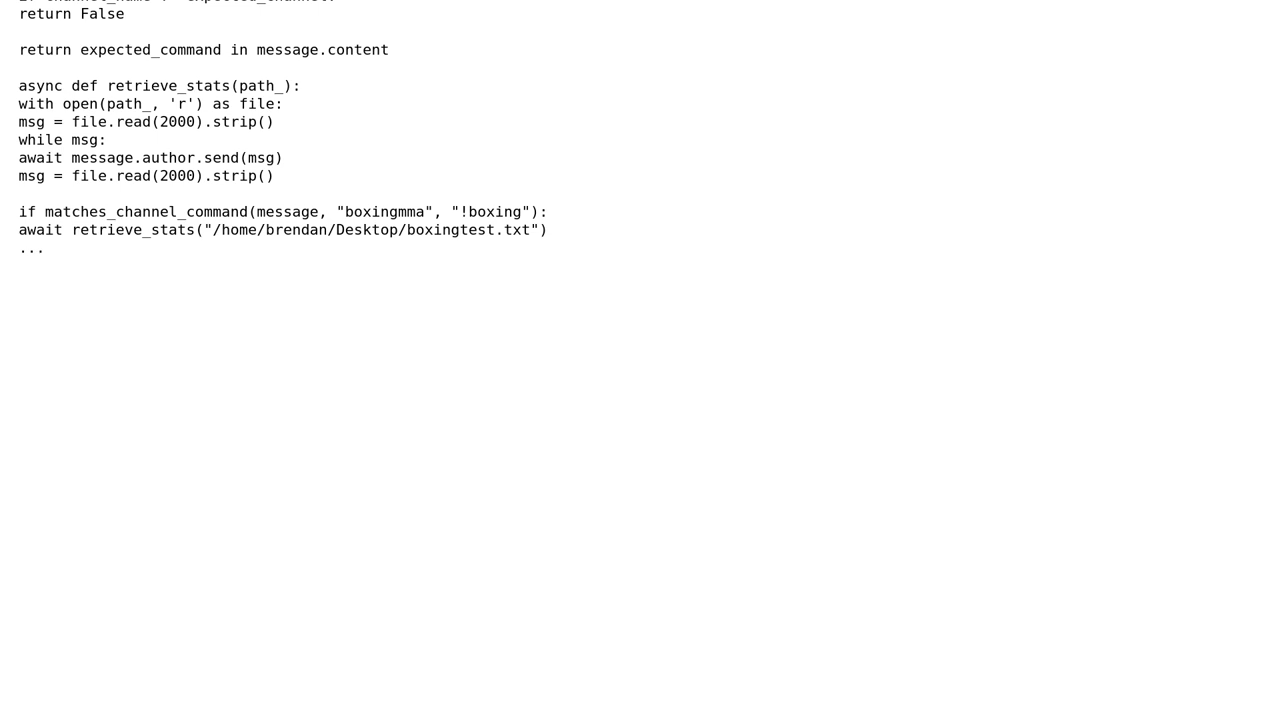 return False
return expected_command in message.content
async def retrieve_stats(path_):
with open(path_, 'r') as file:
msg = file.read(2000).strip()
while msg:
await message.author.send(msg)
msg = file.read(2000).strip()
if matches_channel_command(message, "boxingmma", "!boxing"):
await retrieve_stats("/home/brendan/Desktop/boxingtest.txt")
...